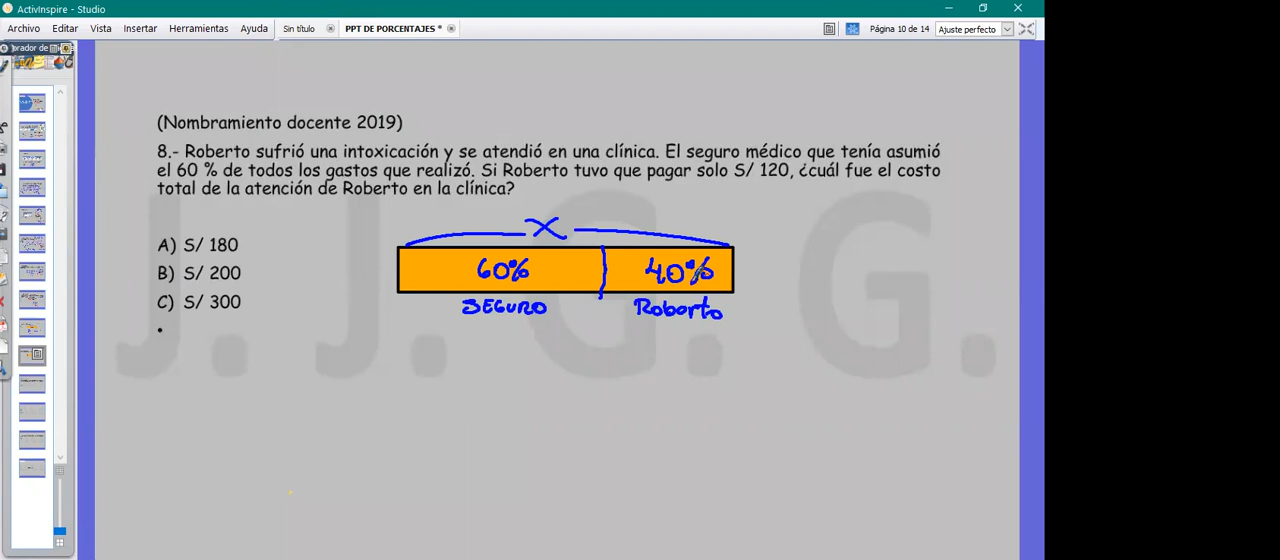 ActivInspire - Studio
Archivo Editar Vista Insertar Herramientas Ayuda Sin título PPT DE PORCENTAJES * Página 10 de 14 Ajuste perfecto
(Nombramiento docente 2019)
8.- Roberto sufrió una intoxicación y se atendió en una clínica. El seguro médico que tenía asumió
el 60 % de todos los gastos que realizó. Si Roberto tuvo que pagar solo S/ 120, ¿cuál fue el costo
total de la atención de Roberto en la clínica?
X
A) S/ 180
60% 40%
B) S/ 200
C) S/ 300
SEGURO Roberto
J. J. G. G.